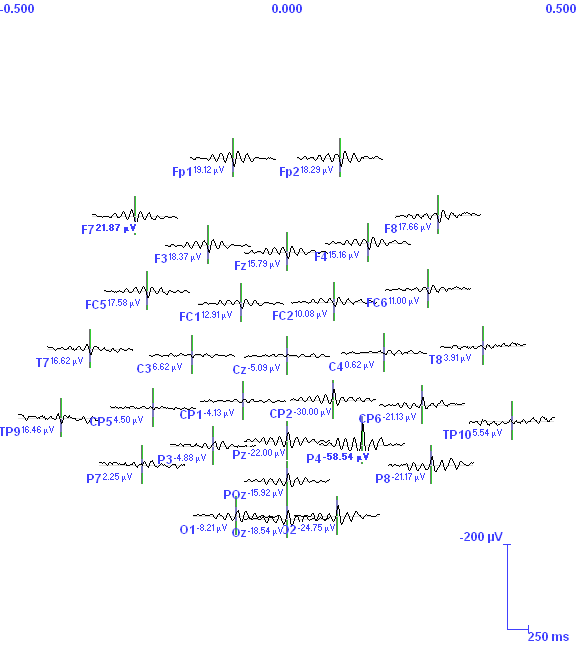 -0.500 0.000 0.500
Fp1 19.12 µV Fp2 18.29 µV
F7 21.87 µV F8 17.66 µV
F3 18.37 µV Fz 15.79 µV F4 15.16 µV
FC5 17.58 µV FC1 12.91 µV FC2 10.08 µV FC6 11.00 µV
T7 16.62 µV C3 6.62 µV Cz -5.09 µV C4 0.62 µV T8 3.91 µV
TP9 16.46 µV CP5 4.50 µV CP1 -4.13 µV CP2 -30.00 µV CP6 -21.13 µV TP10 5.54 µV
P7 2.25 µV P3 -4.88 µV Pz -22.00 µV P4 -58.54 µV P8 -21.17 µV
POz -15.92 µV
O1 -8.21 µV Oz -18.54 µV O2 -24.75 µV
-200 µV
250 ms